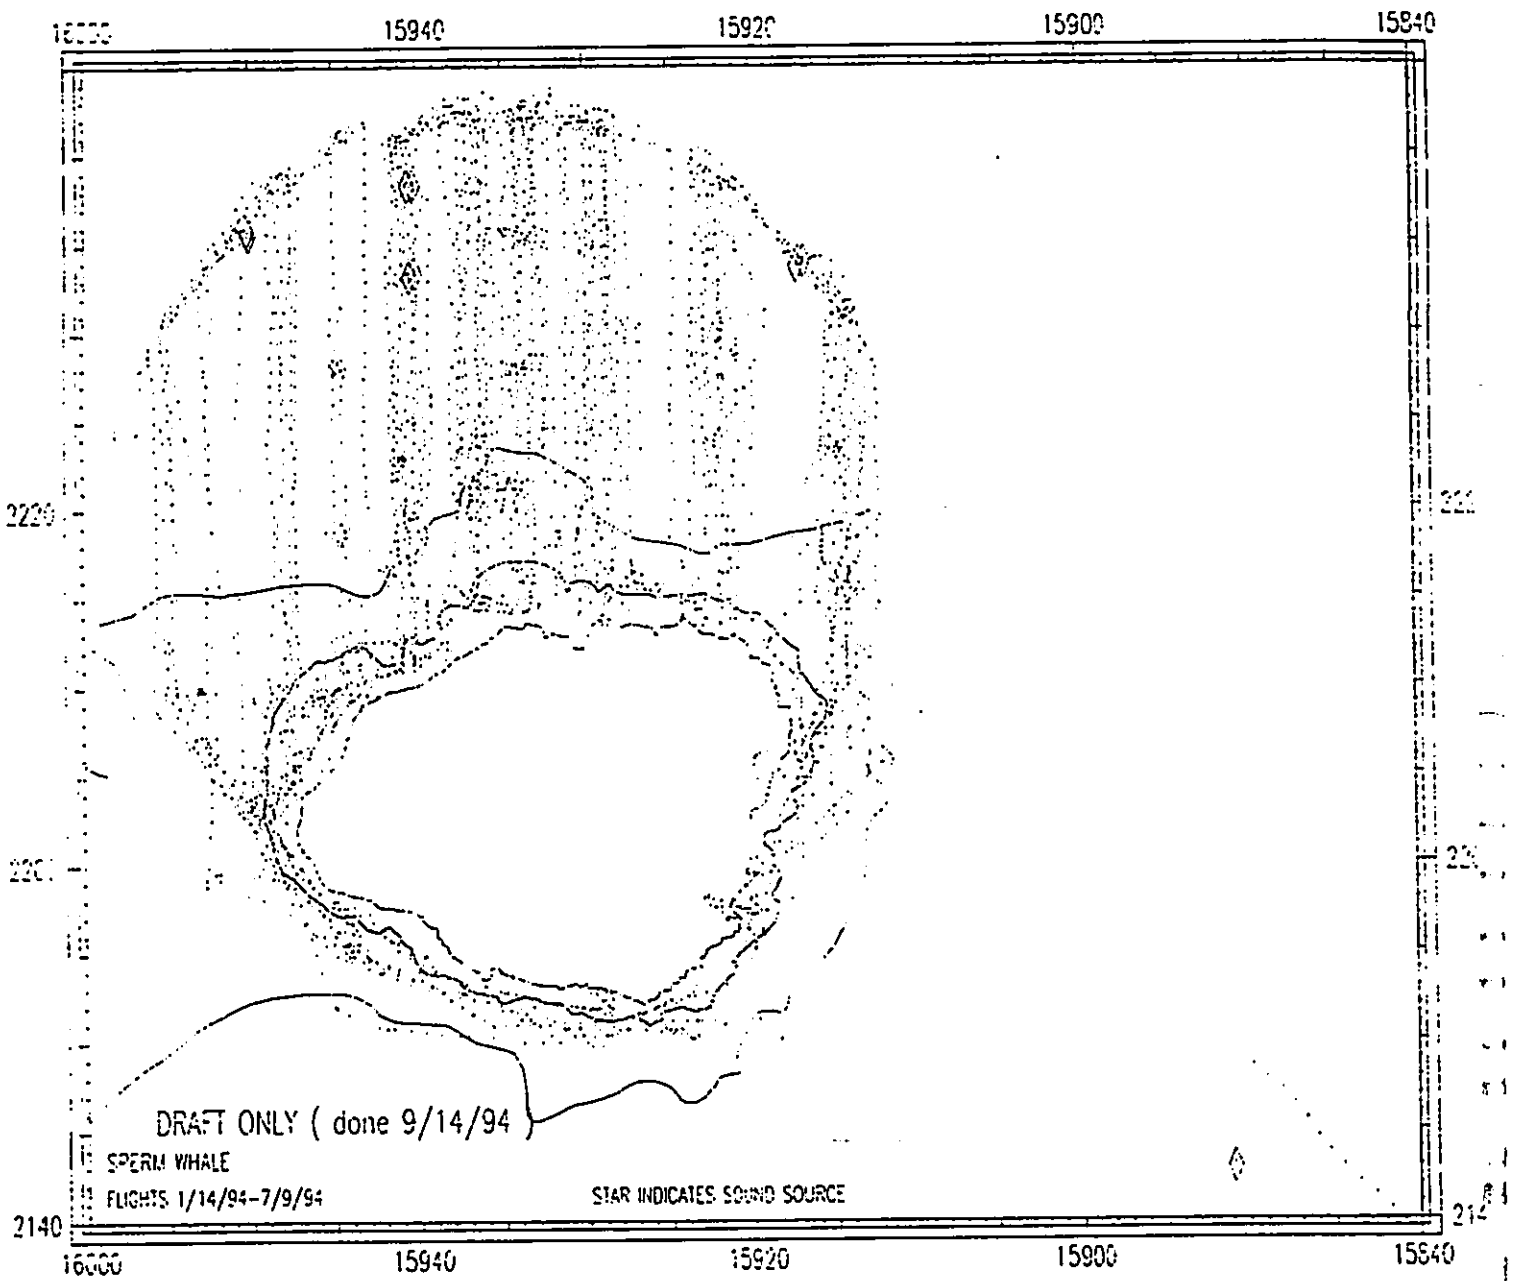 16000 15940 15920 15900 15840
2220
2140
DRAFT ONLY ( done 9/14/94 )
SPERM WHALE
FLIGHTS 1/14/94-7/9/94
STAR INDICATES SOUND SOURCE
16000 15940 15920 15900 15840